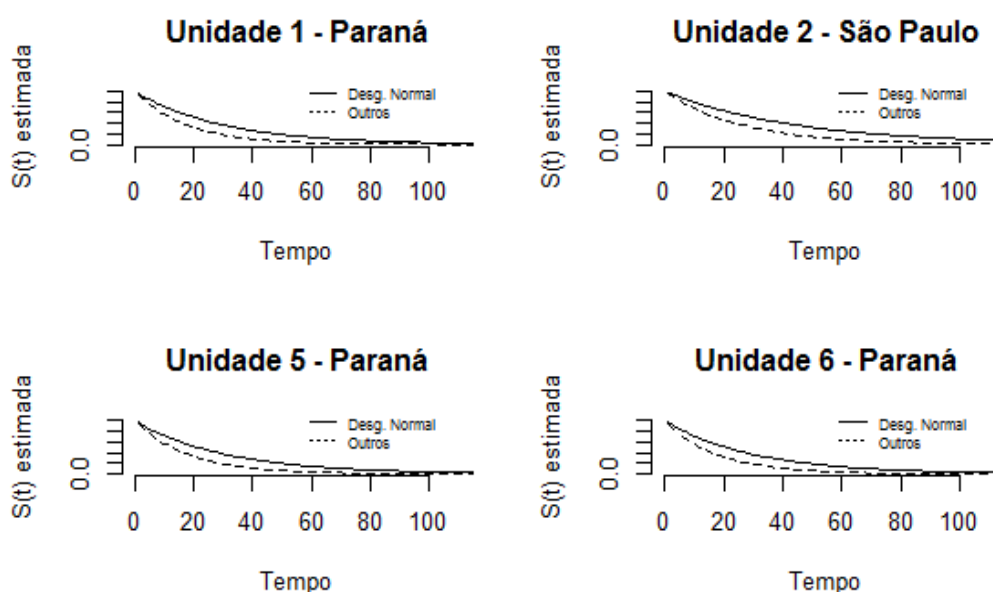 Unidade 1 - Paraná
S(t) estimada
0.0
Desg. Normal
Outros
0 20 40 60 80 100
Tempo
Unidade 2 - São Paulo
S(t) estimada
0.0
Desg. Normal
Outros
0 20 40 60 80 100
Tempo
Unidade 5 - Paraná
S(t) estimada
0.0
Desg. Normal
Outros
0 20 40 60 80 100
Tempo
Unidade 6 - Paraná
S(t) estimada
0.0
Desg. Normal
Outros
0 20 40 60 80 100
Tempo